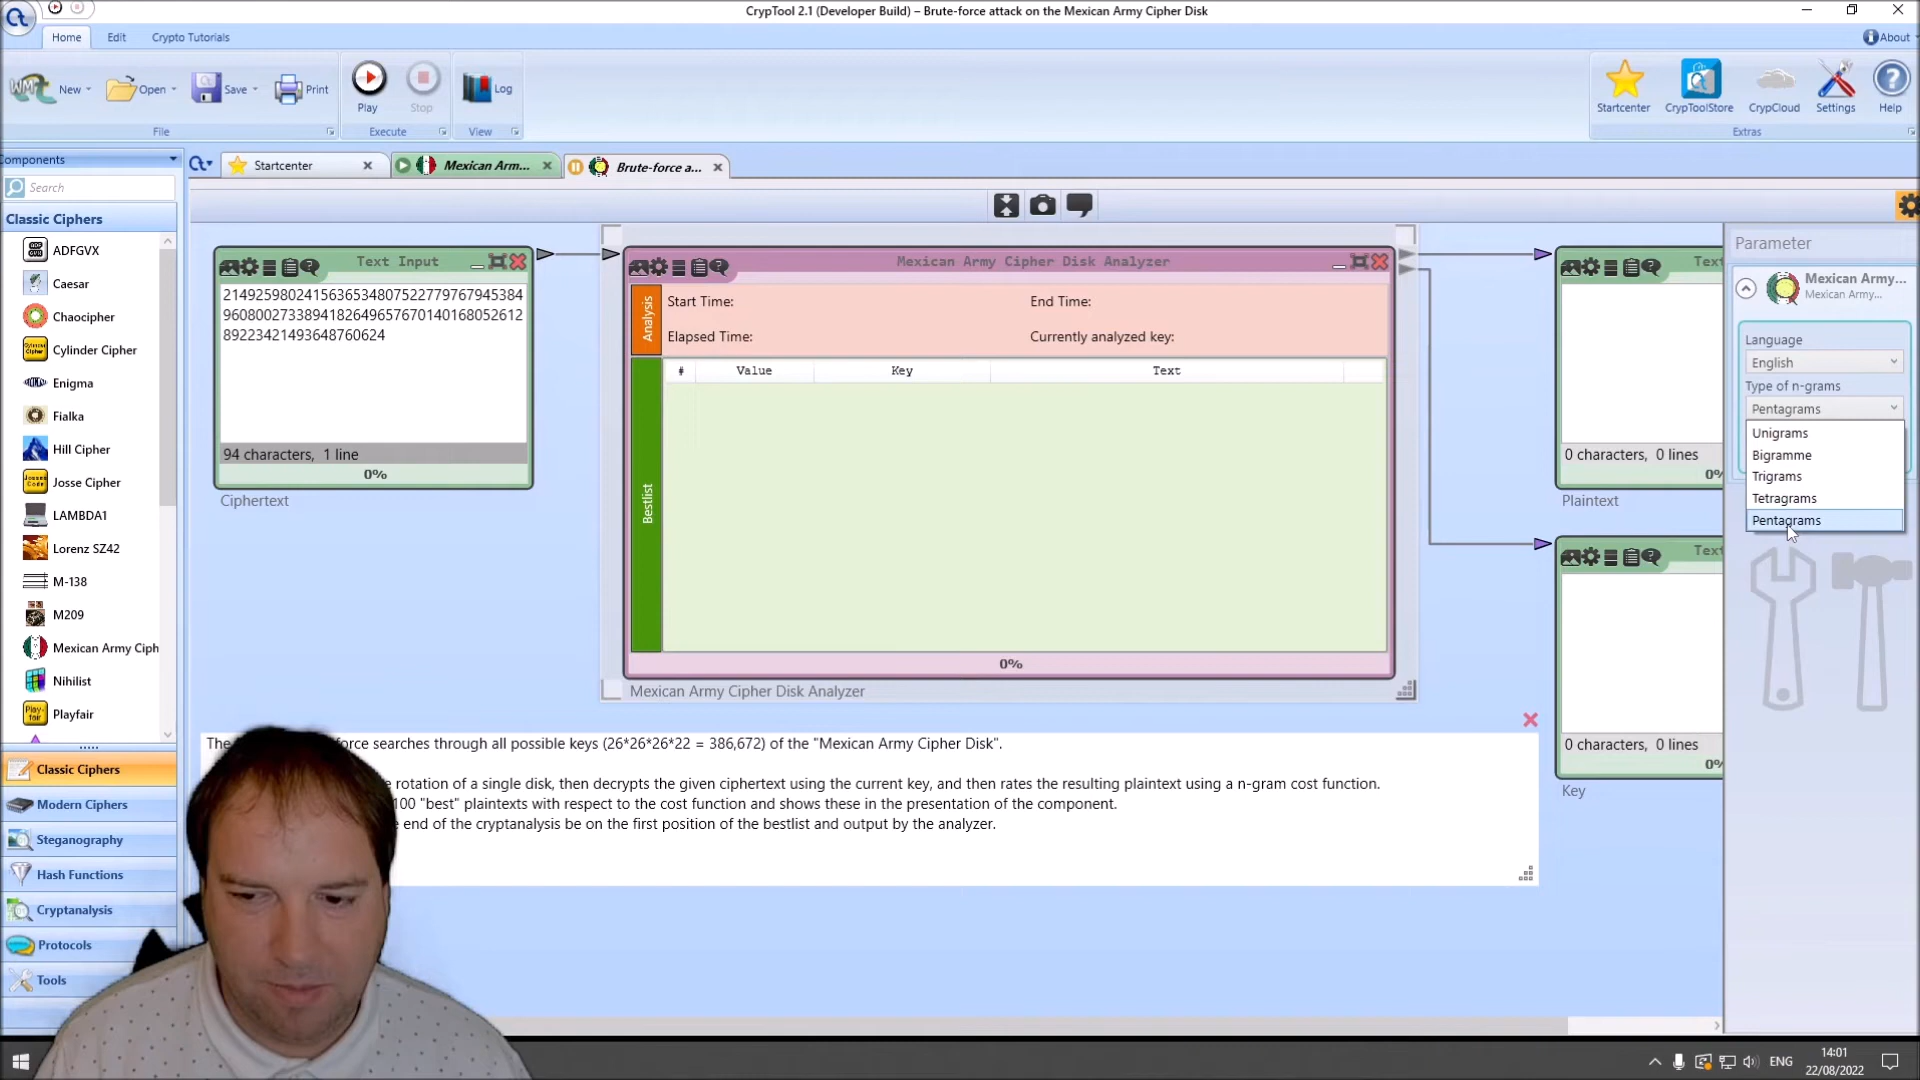 CrypTool 2.1 (Developer Build) – Brute-force attack on the Mexican Army Cipher Disk
Home Edit Crypto Tutorials About
New Open Save Print Play Stop Log Startcenter CrypToolStore CrypCloud Settings Help
File Execute View Extras
Components
Startcenter Mexican Arm... Brute-force a...
Search
Classic Ciphers
ADFGVX
Caesar
Chaocipher
Cylinder Cipher
Enigma
Fialka
Hill Cipher
Josse Cipher
LAMBDA1
Lorenz SZ42
M-138
M209
Mexican Army Ciph
Nihilist
Playfair
Classic Ciphers
Modern Ciphers
Steganography
Hash Functions
Cryptanalysis
Protocols
Tools
Text Input
21492598024156365348075227797679 45384
96080027338941826496576701401680 52612
89223421493648760624
94 characters, 1 line
0%
Ciphertext
Mexican Army Cipher Disk Analyzer
Analysis
Start Time: End Time:
Elapsed Time: Currently analyzed key:
Bestlist
# Value Key Text
0%
Mexican Army Cipher Disk Analyzer
The force searches through all possible keys (26*26*26*22 = 386,672) of the "Mexican Army Cipher Disk".
rotation of a single disk, then decrypts the given ciphertext using the current key, and then rates the resulting plaintext using a n-gram cost function.
100 "best" plaintexts with respect to the cost function and shows these in the presentation of the component.
end of the cryptanalysis be on the first position of the bestlist and output by the analyzer.
0 characters, 0 lines
Plaintext
0 characters, 0 lines
Key
Parameter
Mexican Army...
Mexican Army...
Language
English
Type of n-grams
Pentagrams
Unigrams
Bigramme
Trigrams
Tetragrams
Pentagrams
ENG
14:01
22/08/2022